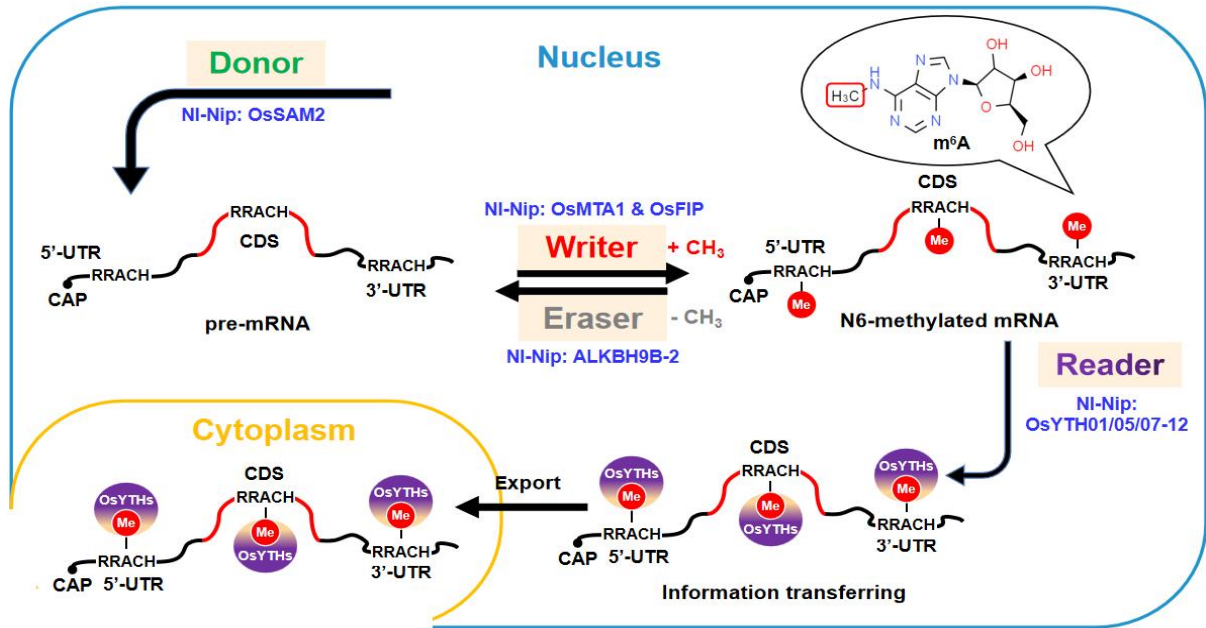 Donor
NI-Nip: OsSAM2
Nucleus
H₃C
H
N
N
N
N
N
N
O
OH
OH
OH
m⁶A
5’-UTR
CAP
RRACH
RRACH
CDS
RRACH
3’-UTR
pre-mRNA
NI-Nip: OsMTA1 & OsFIP
Writer + CH₃
Eraser - CH₃
NI-Nip: ALKBH9B-2
CDS
RRACH
Me
5’-UTR
RRACH
Me
CAP
Me
RRACH
3’-UTR
N6-methylated mRNA
Reader
NI-Nip:
OsYTH01/05/07-12
Cytoplasm
OsYTHs
Me
RRACH
CAP
5’-UTR
CDS
RRACH
Me
OsYTHs
OsYTHs
Me
RRACH
3’-UTR
Export
OsYTHs
Me
RRACH
CAP
5’-UTR
CDS
RRACH
Me
OsYTHs
OsYTHs
Me
RRACH
3’-UTR
Information transferring